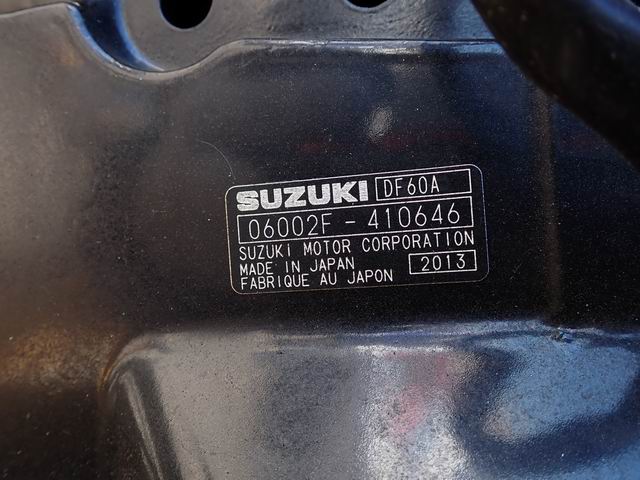 SUZUKI DF60A
06002F-410646
SUZUKI MOTOR CORPORATION
MADE IN JAPAN 2013
FABRIQUE AU JAPON